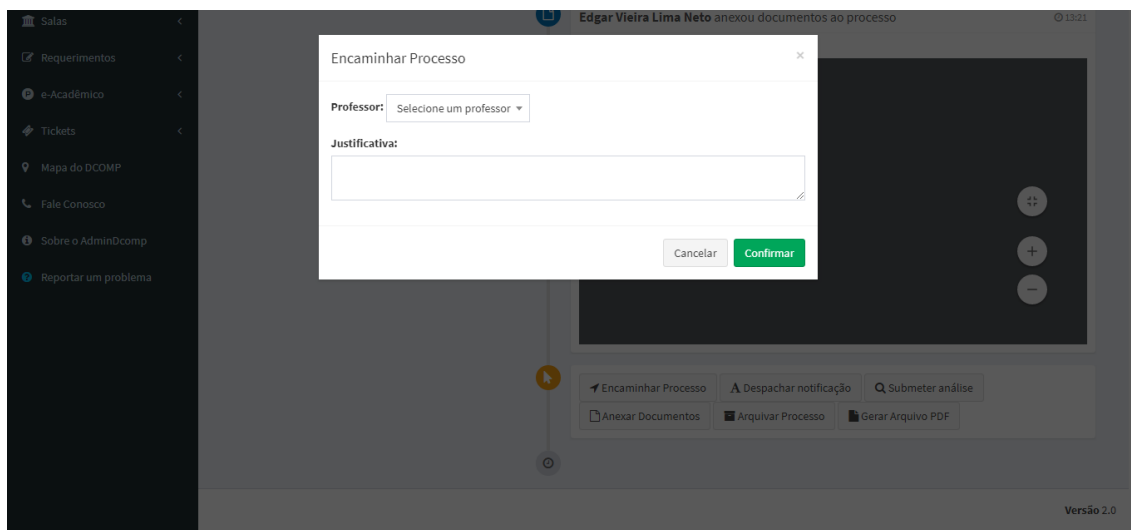 Salas
Requerimentos
e-Acadêmico
Tickets
Mapa do DCOMP
Fale Conosco
Sobre o AdminDcomp
Reportar um problema
Edgar Vieira Lima Neto anexou documentos ao processo
13:21
Encaminhar Processo
×
Professor: Selecione um professor
Justificativa:
Cancelar Confirmar
Encaminhar Processo Despachar notificação Submeter análise
Anexar Documentos Arquivar Processo Gerar Arquivo PDF
Versão 2.0